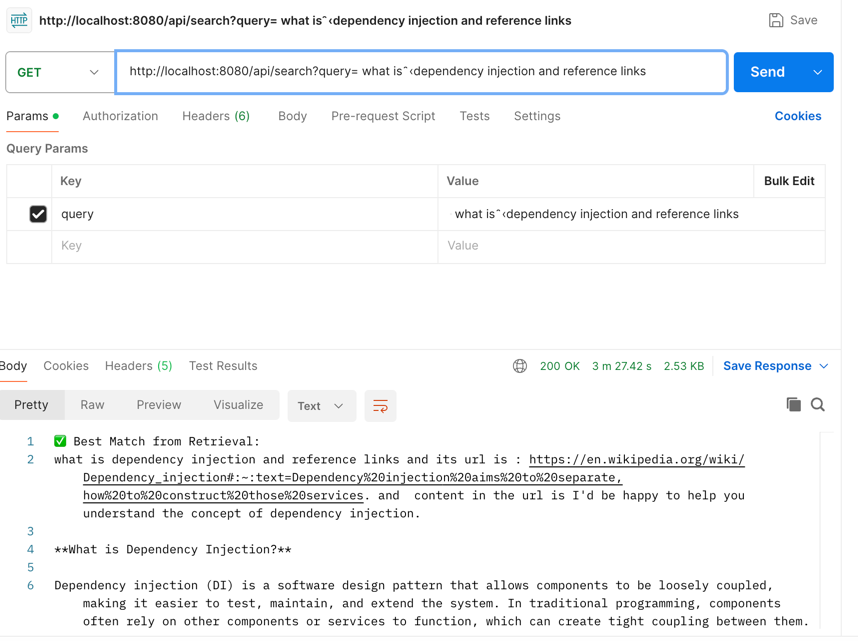 HTTP http://localhost:8080/api/search?query= what isˆ‹dependency injection and reference links Save
GET http://localhost:8080/api/search?query= what isˆ‹dependency injection and reference links Send
Params Authorization Headers (6) Body Pre-request Script Tests Settings Cookies
Query Params
Key Value Bulk Edit
query what isˆ‹dependency injection and reference links
Key Value
Body Cookies Headers (5) Test Results 200 OK 3 m 27.42 s 2.53 KB Save Response
Pretty Raw Preview Visualize Text
1 ✅ Best Match from Retrieval:
2 what is dependency injection and reference links and its url is : https://en.wikipedia.org/wiki/
Dependency_injection#:~:text=Dependency%20injection%20aims%20to%20separate,
how%20to%20construct%20those%20services. and  content in the url is I'd be happy to help you
understand the concept of dependency injection.
3
4 **What is Dependency Injection?**
5
6 Dependency injection (DI) is a software design pattern that allows components to be loosely coupled,
making it easier to test, maintain, and extend the system. In traditional programming, components
often rely on other components or services to function, which can create tight coupling between them.